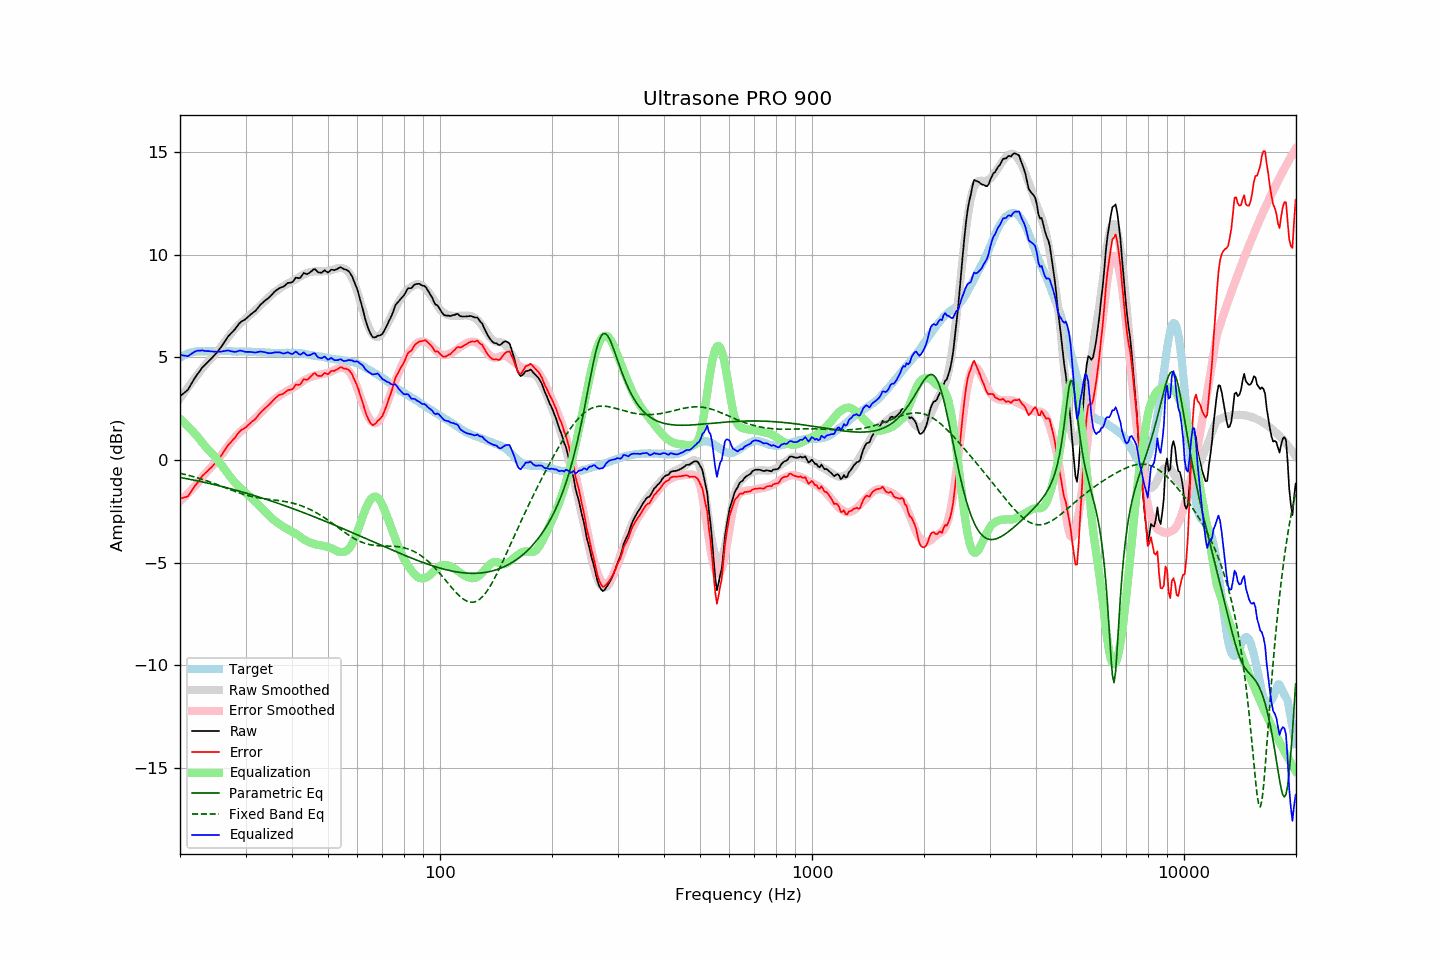 Ultrasone PRO 900
15
10
5
0
−5
−10
−15
Amplitude (dBr)
Target
Raw Smoothed
Error Smoothed
Raw
Error
Equalization
Parametric Eq
Fixed Band Eq
Equalized
100 1000 10000
Frequency (Hz)